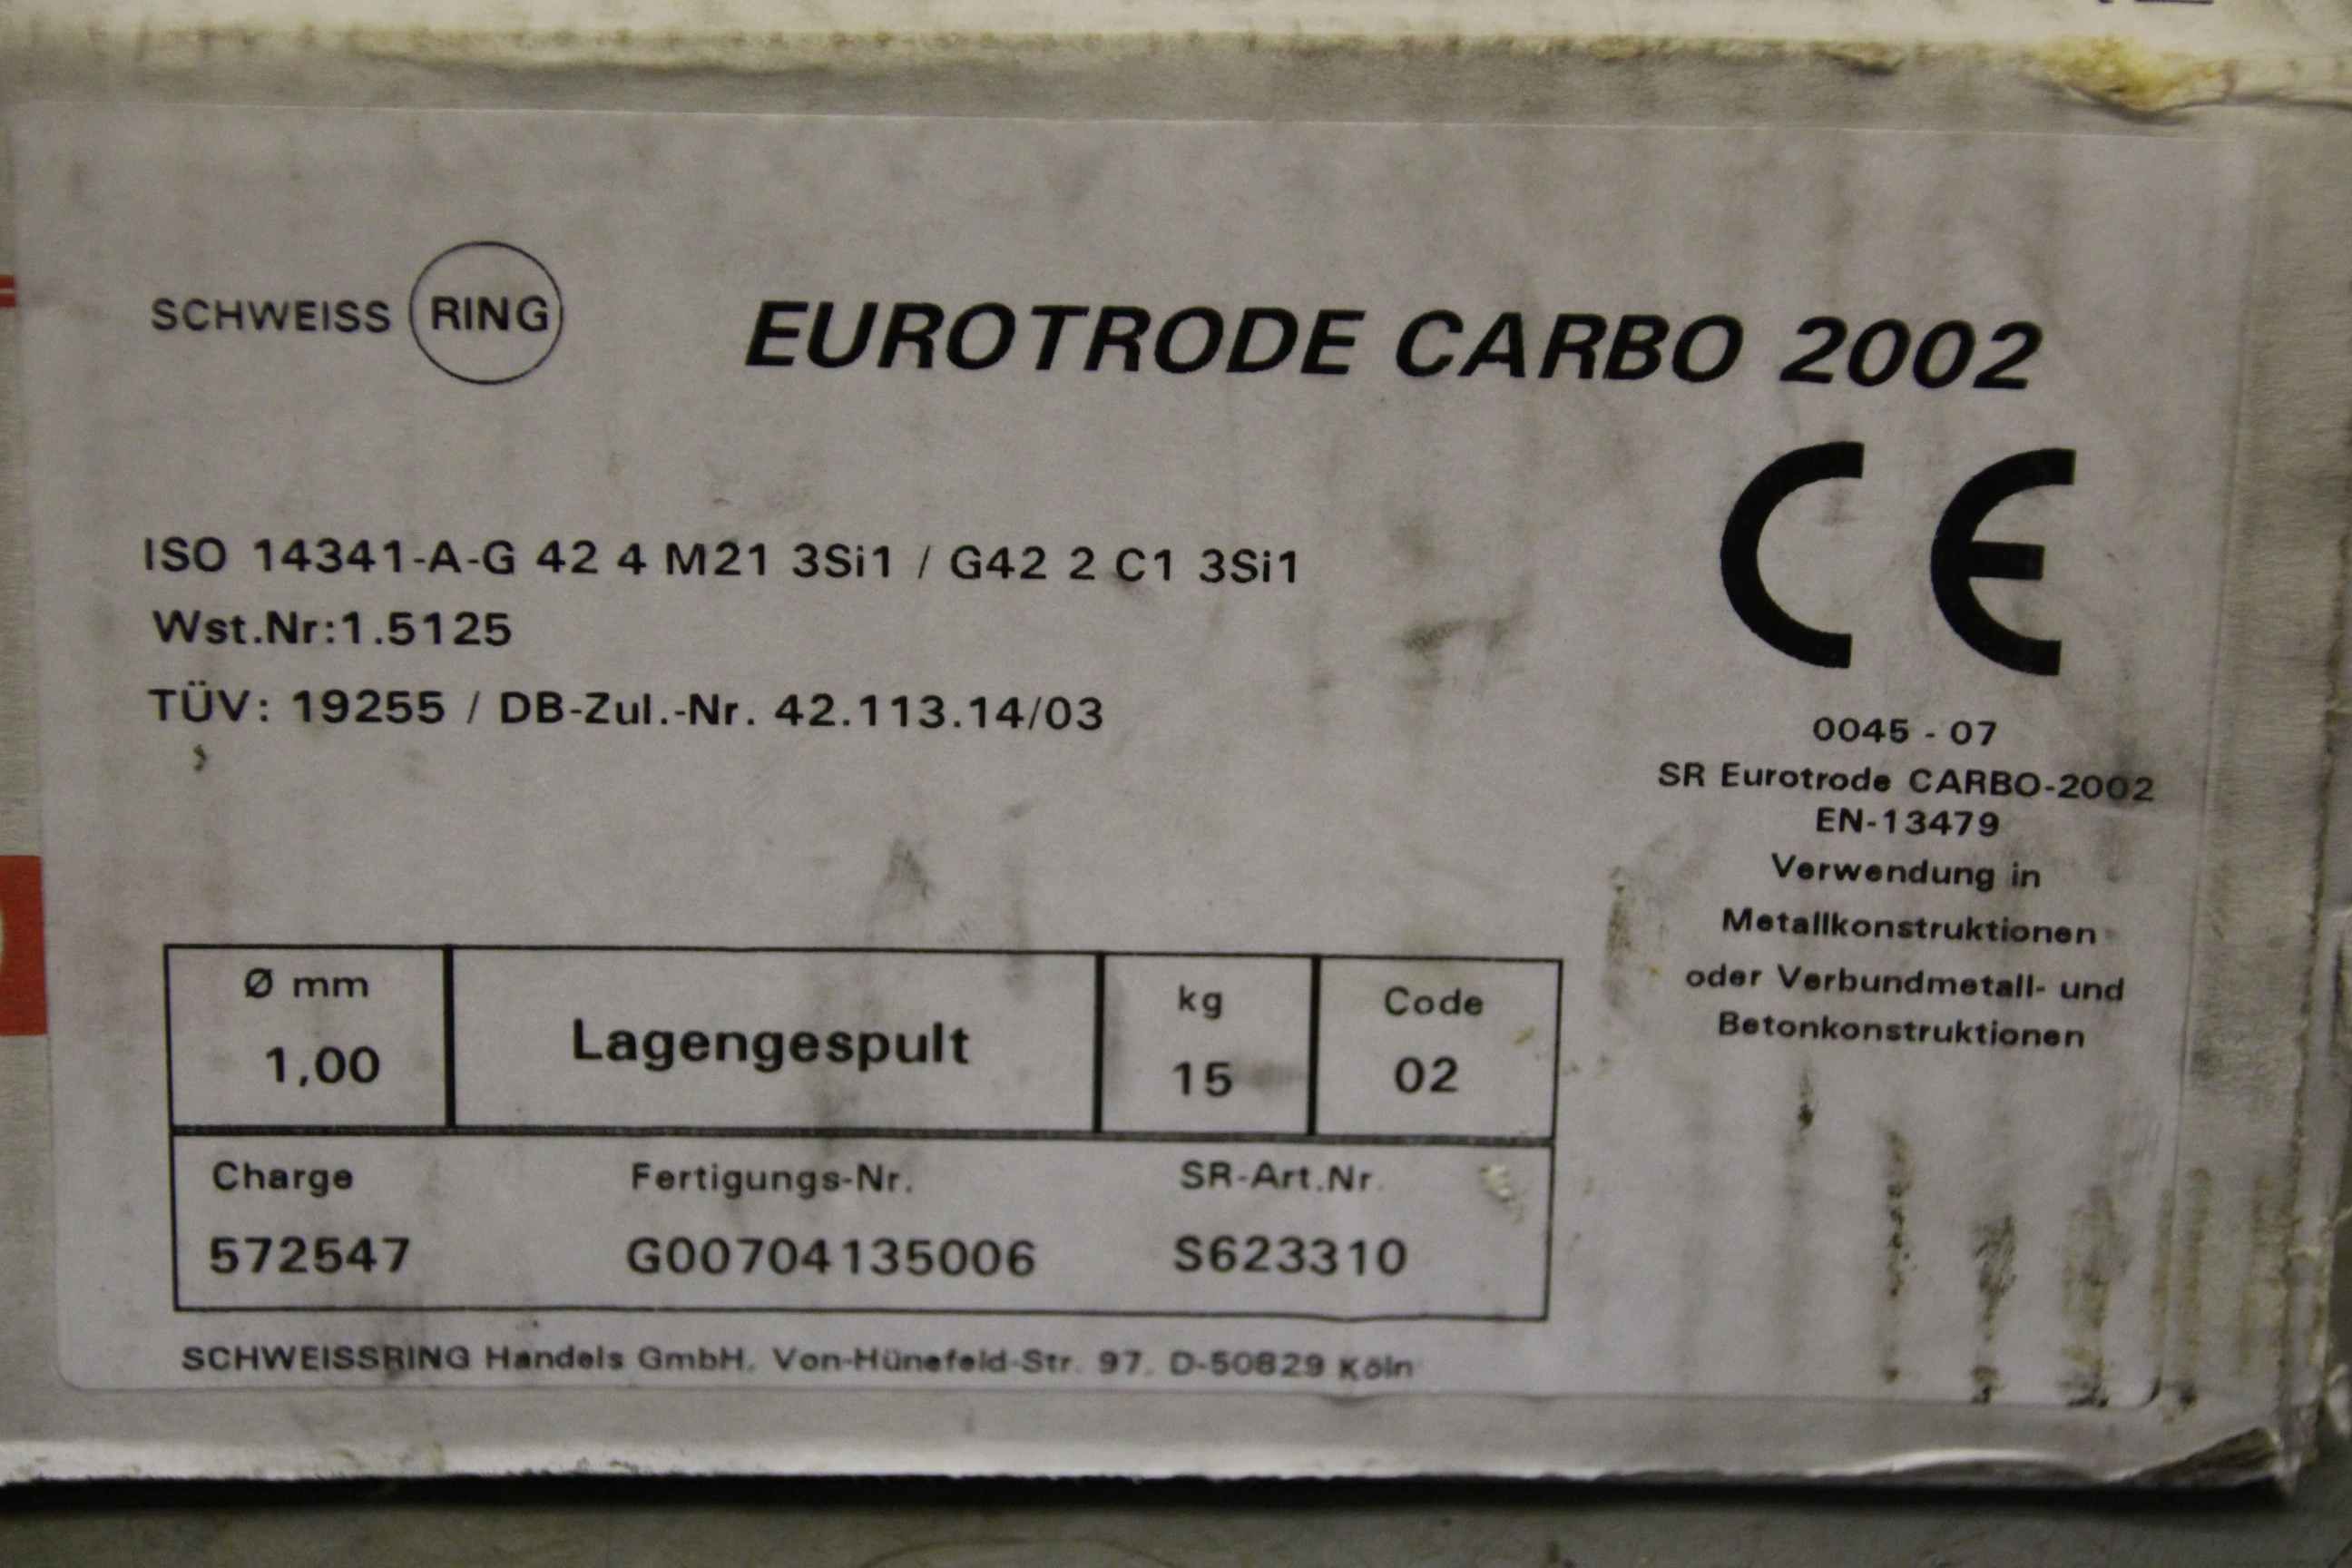 SCHWEISS RING
EUROTRODE CARBO 2002
ISO 14341-A-G 42 4 M21 3Si1 / G42 2 C1 3Si1
Wst.Nr:1.5125
TÜV: 19255 / DB-Zul.-Nr. 42.113.14/03
CE
0045 - 07
SR Eurotrode CARBO-2002
EN-13479
Verwendung in
Metallkonstruktionen
oder Verbundmetall- und
Betonkonstruktionen
Ø mm
1,00
Lagengespult
kg
15
Code
02
Charge Fertigungs-Nr. SR-Art.Nr.
572547 G00704135006 S623310
SCHWEISSRING Handels GmbH. Von-Hünefeld-Str. 97. D-50829 Köln